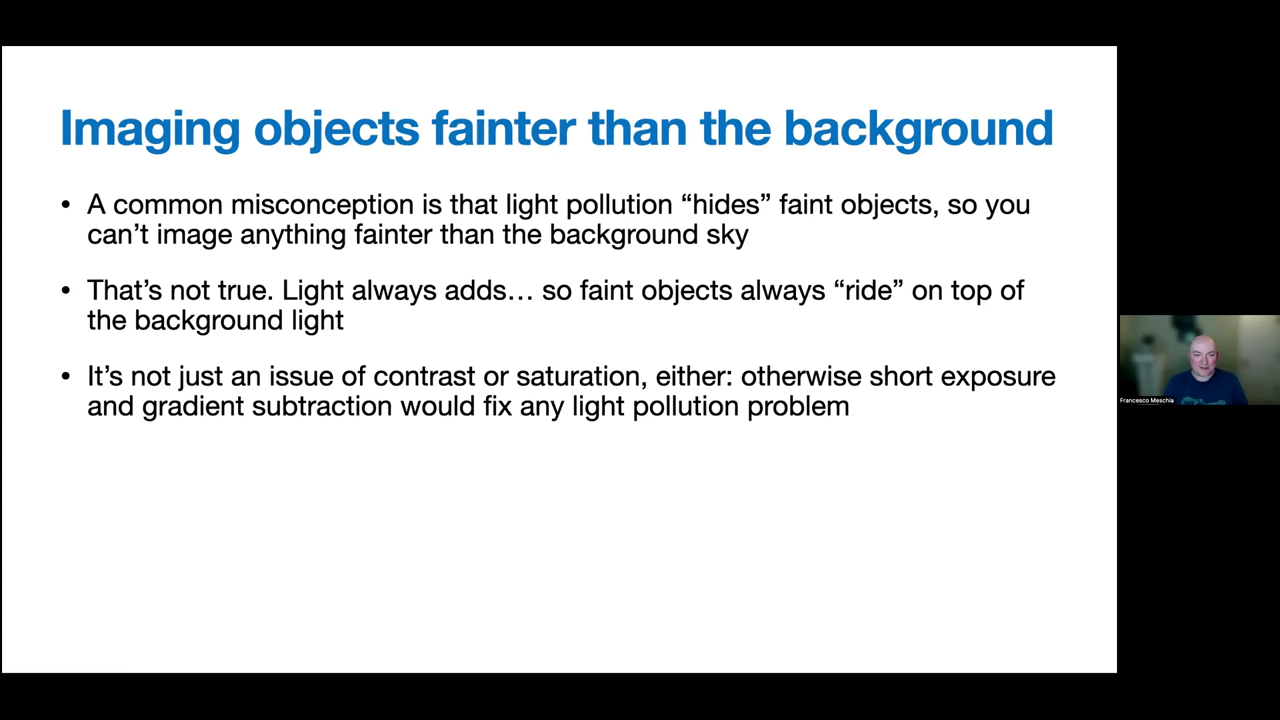 Imaging objects fainter than the background
• A common misconception is that light pollution “hides” faint objects, so you
can’t image anything fainter than the background sky
• That’s not true. Light always adds… so faint objects always “ride” on top of
the background light
• It’s not just an issue of contrast or saturation, either: otherwise short exposure
and gradient subtraction would fix any light pollution problem
Francesco Meschia